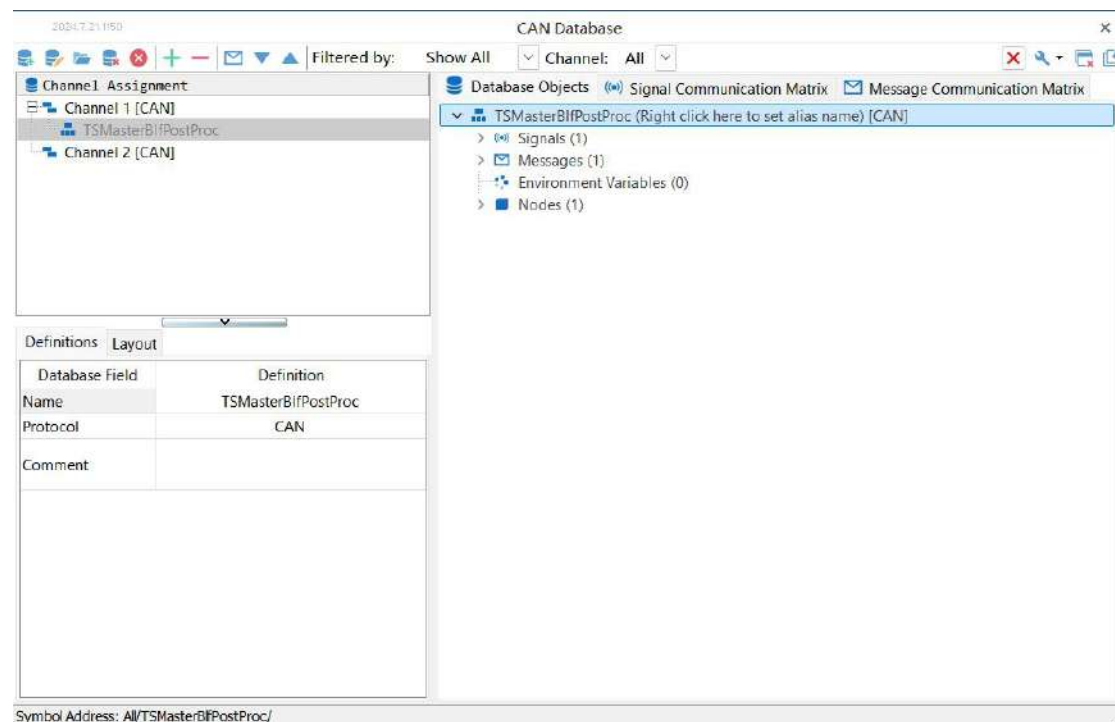 CAN Database
Filtered by: Show All Channel: All
Channel Assignment
Channel 1 [CAN]
TSMasterBlfPostProc
Channel 2 [CAN]
Database Objects Signal Communication Matrix Message Communication Matrix
TSMasterBlfPostProc (Right click here to set alias name) [CAN]
Signals (1)
Messages (1)
Environment Variables (0)
Nodes (1)
Definitions Layout
Database Field Definition
Name TSMasterBlfPostProc
Protocol CAN
Comment
Symbol Address: All/TSMasterBlfPostProc/